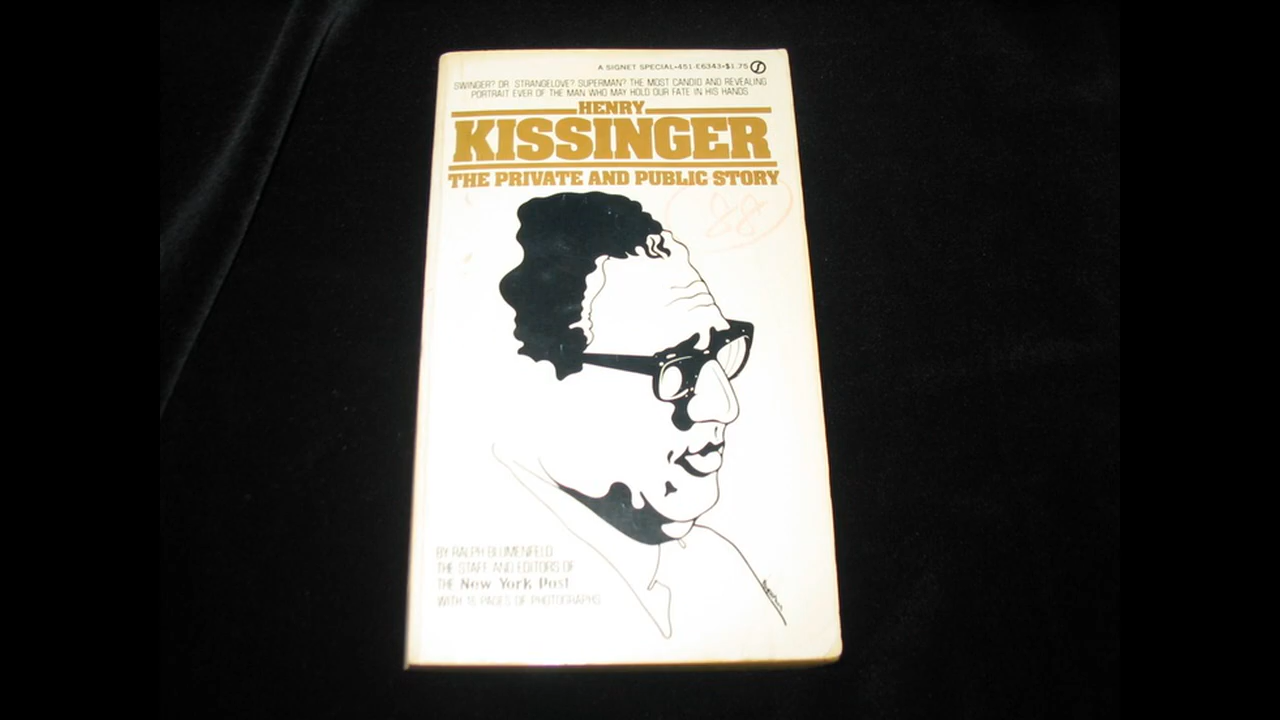 A SIGNET SPECIAL•451-E6343•$1.75
SWINGER? DR. STRANGELOVE? SUPERMAN? THE MOST CANDID AND REVEALING
PORTRAIT EVER OF THE MAN WHO MAY HOLD OUR FATE IN HIS HANDS
HENRY
KISSINGER
THE PRIVATE AND PUBLIC STORY
88
BY RALPH BLUMENFELD
THE STAFF AND EDITORS OF
THE New York Post
WITH PAGES OF PHOTOGRAPHS